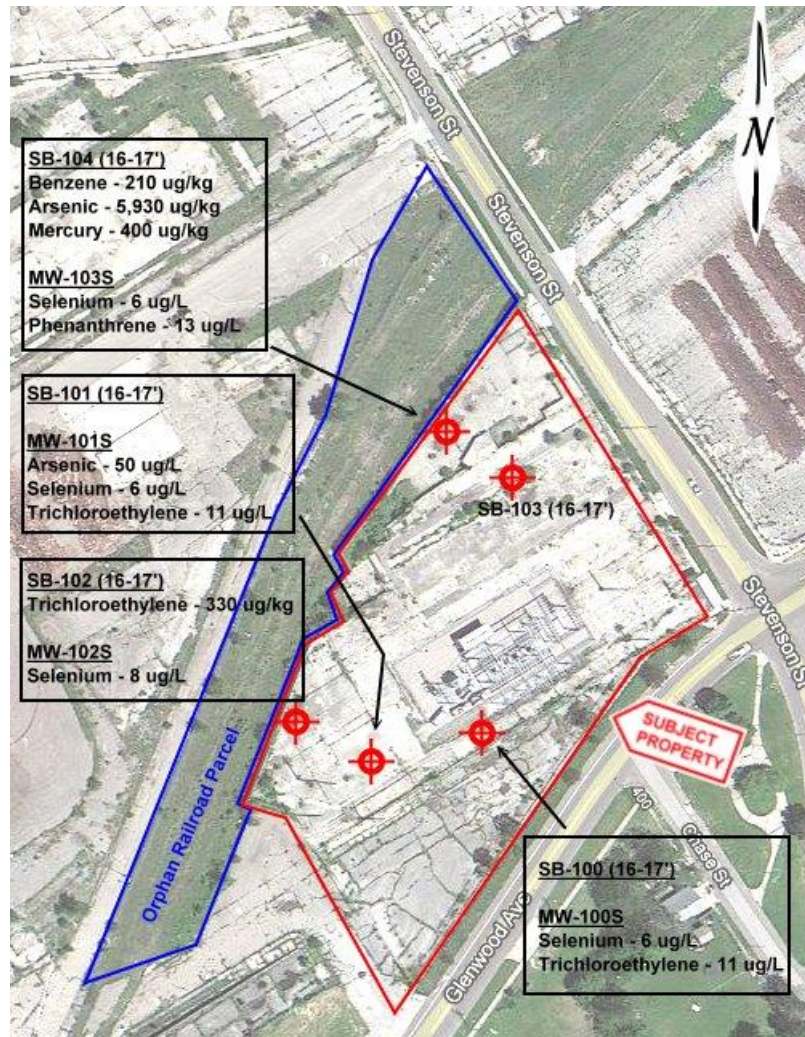 Stevenson St
N
SB-104 (16-17')
Benzene - 210 ug/kg
Arsenic - 5,930 ug/kg
Mercury - 400 ug/kg
MW-103S
Selenium - 6 ug/L
Phenanthrene - 13 ug/L
Stevenson St
SB-101 (16-17')
MW-101S
Arsenic - 50 ug/L
Selenium - 6 ug/L
Trichloroethylene - 11 ug/L
SB-103 (16-17')
SB-102 (16-17')
Trichloroethylene - 330 ug/kg
MW-102S
Selenium - 8 ug/L
Stevenson St
SUBJECT
PROPERTY
Orphan Railroad Parcel
400
Chase St
Glenwood Ave
SB-100 (16-17')
MW-100S
Selenium - 6 ug/L
Trichloroethylene - 11 ug/L